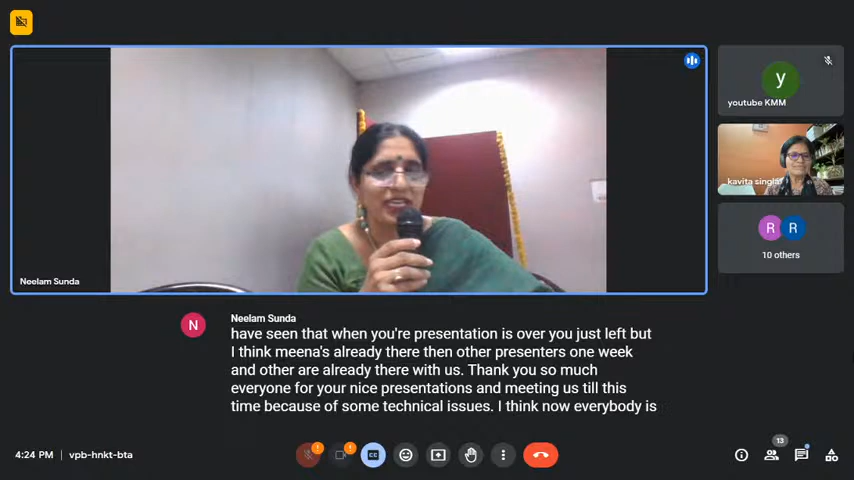 y
youtube KMM
kavita singla
R R
10 others
Neelam Sunda
N
Neelam Sunda
have seen that when you're presentation is over you just left but
I think meena's already there then other presenters one week
and other are already there with us. Thank you so much
everyone for your nice presentations and meeting us till this
time because of some technical issues. I think now everybody is
4:24 PM | vpb-hnkt-bta
CC
13